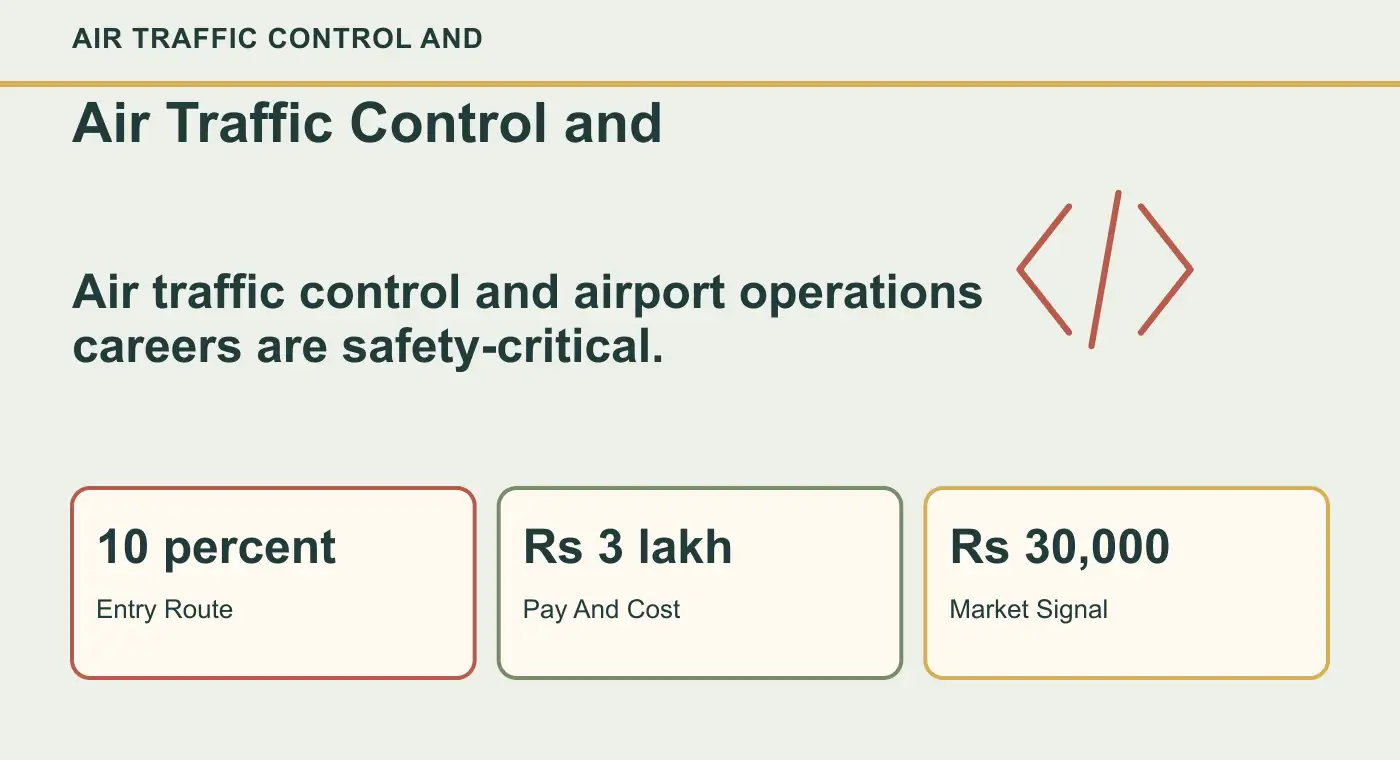 AIR TRAFFIC CONTROL AND
Air Traffic Control and
Air traffic control and airport operations
careers are safety-critical.
10 percent
Entry Route
Rs 3 lakh
Pay And Cost
Rs 30,000
Market Signal